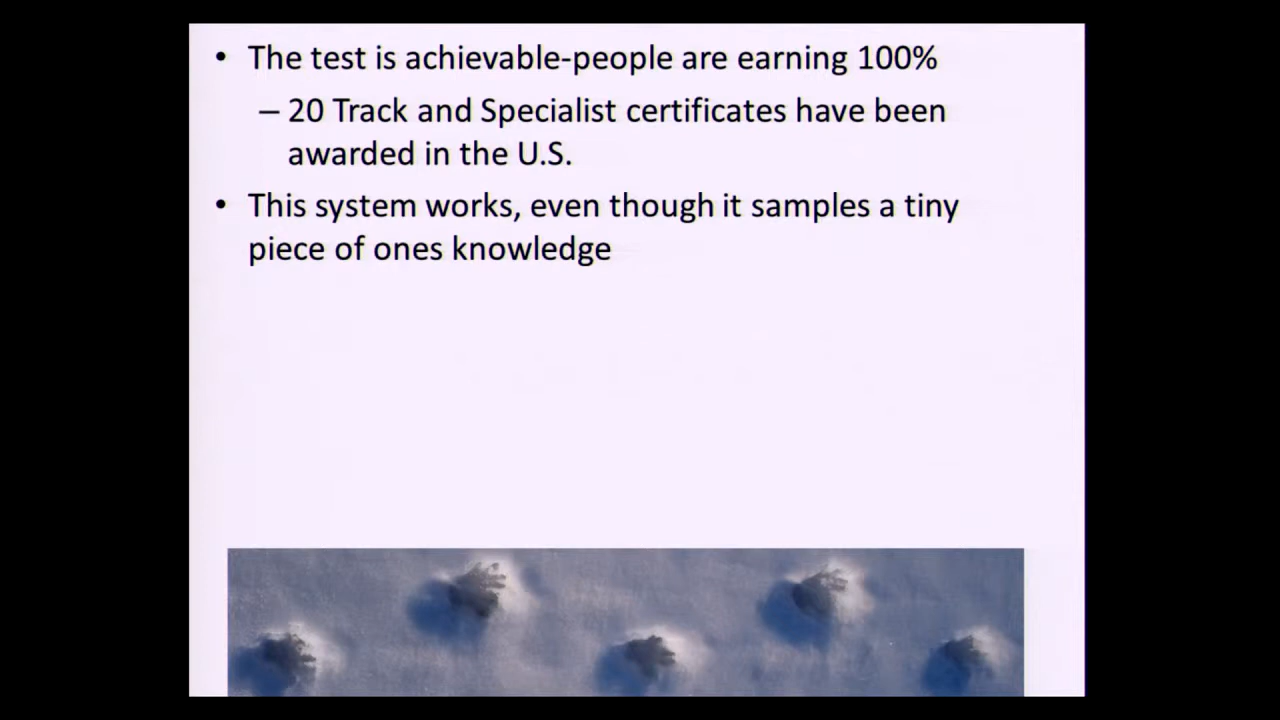 • The test is achievable-people are earning 100%
– 20 Track and Specialist certificates have been
awarded in the U.S.
• This system works, even though it samples a tiny
piece of ones knowledge